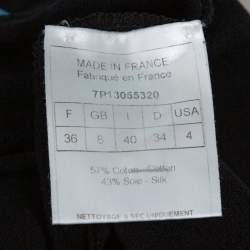 MADE IN FRANCE
Fabriqué en France
7P13055320
F GB I D USA
36 8 40 34 4
57% Coton - Cotton
43% Soie - Silk
NETTOYAGE A SEC UNIQUEMENT